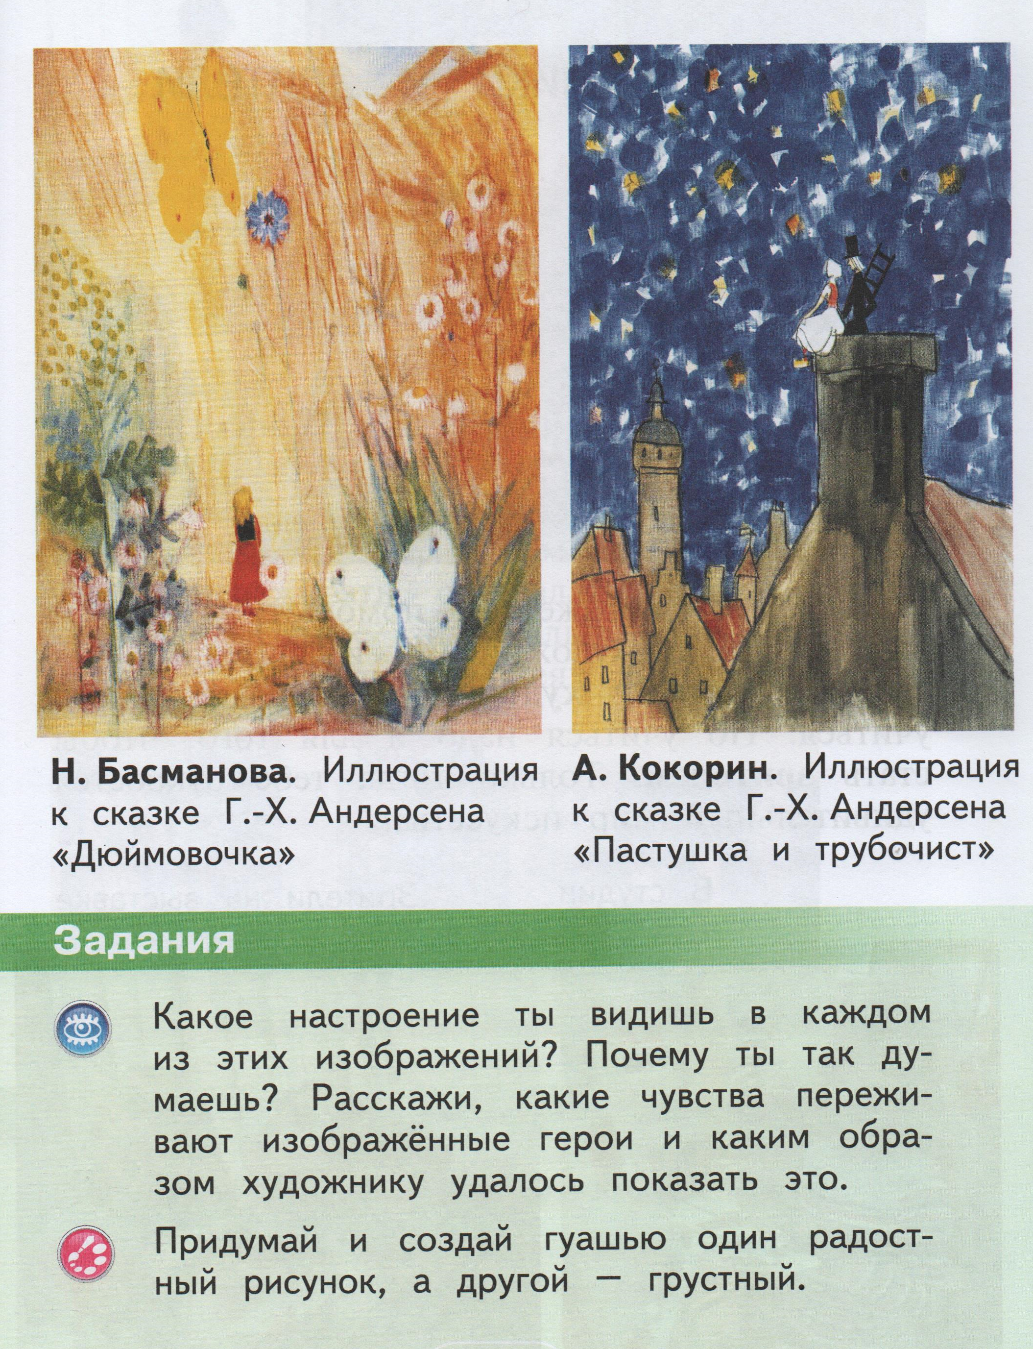 Н. Басманова. Иллюстрация
к сказке Г.-Х. Андерсена
«Дюймовочка»
А. Кокорин. Иллюстрация
к сказке Г.-Х. Андерсена
«Пастушка и трубочист»
Задания
Какое настроение ты видишь в каждом
из этих изображений? Почему ты так ду-
маешь? Расскажи, какие чувства пережи-
вают изображённые герои и каким обра-
зом художнику удалось показать это.
Придумай и создай гуашью один радост-
ный рисунок, а другой — грустный.